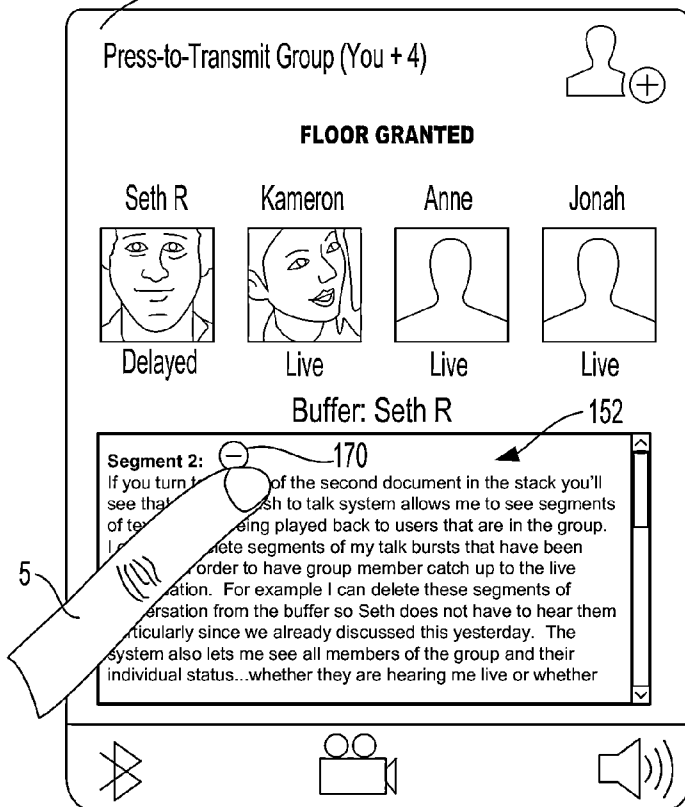 Press-to-Transmit Group (You + 4)
FLOOR GRANTED
Seth R Kameron Anne Jonah
Delayed Live Live Live
Buffer: Seth R
152
Segment 2:
170
If you turn of the second document in the stack you'll
see that sh to talk system allows me to see segments
of eing played back to users that are in the group.
segments of my talk bursts that have been
order to have group member catch up to the live
For example I can delete these segments of
from the buffer so Seth does not have to hear them
since we already discussed this yesterday. The
system also lets me see all members of the group and their
individual status...whether they are hearing me live or whether
5